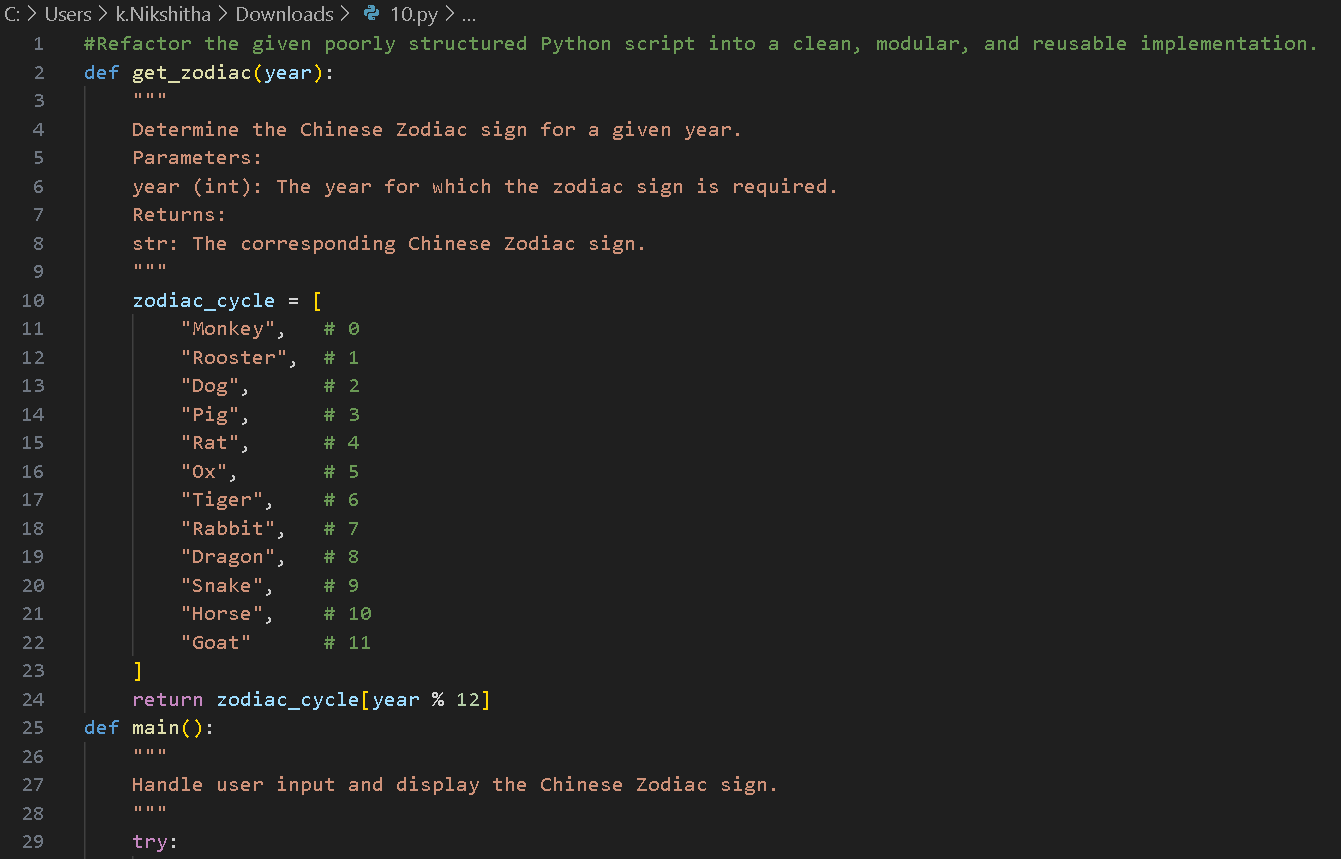 C: > Users > k.Nikshitha > Downloads > 10.py > ...
1 #Refactor the given poorly structured Python script into a clean, modular, and reusable implementation.
2 def get_zodiac(year):
3     """
4     Determine the Chinese Zodiac sign for a given year.
5     Parameters:
6     year (int): The year for which the zodiac sign is required.
7     Returns:
8     str: The corresponding Chinese Zodiac sign.
9     """
10     zodiac_cycle = [
11         "Monkey",   # 0
12         "Rooster",  # 1
13         "Dog",      # 2
14         "Pig",      # 3
15         "Rat",      # 4
16         "Ox",       # 5
17         "Tiger",    # 6
18         "Rabbit",   # 7
19         "Dragon",   # 8
20         "Snake",    # 9
21         "Horse",    # 10
22         "Goat"      # 11
23     ]
24     return zodiac_cycle[year % 12]
25 def main():
26     """
27     Handle user input and display the Chinese Zodiac sign.
28     """
29     try: